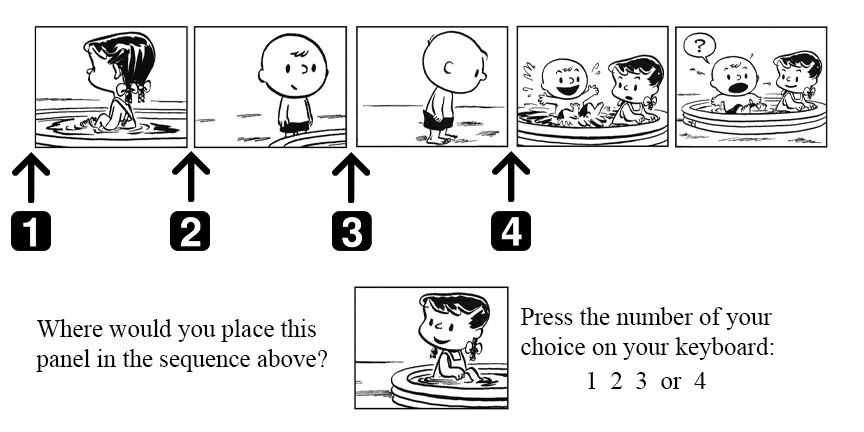 ?
1 2 3 4
Where would you place this
panel in the sequence above?
Press the number of your
choice on your keyboard:
1 2 3 or 4